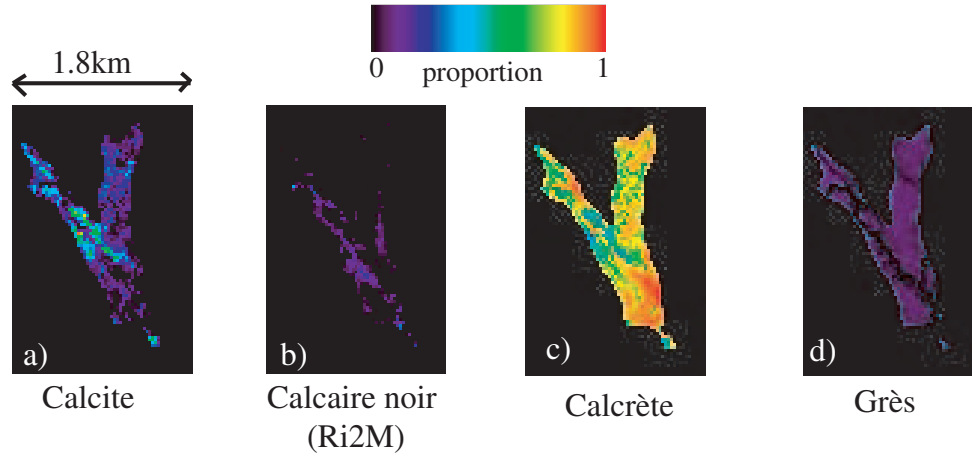 0 proportion 1
1.8km
a) b) c) d)
Calcite
Calcaire noir
(Ri2M)
Calcrète
Grès